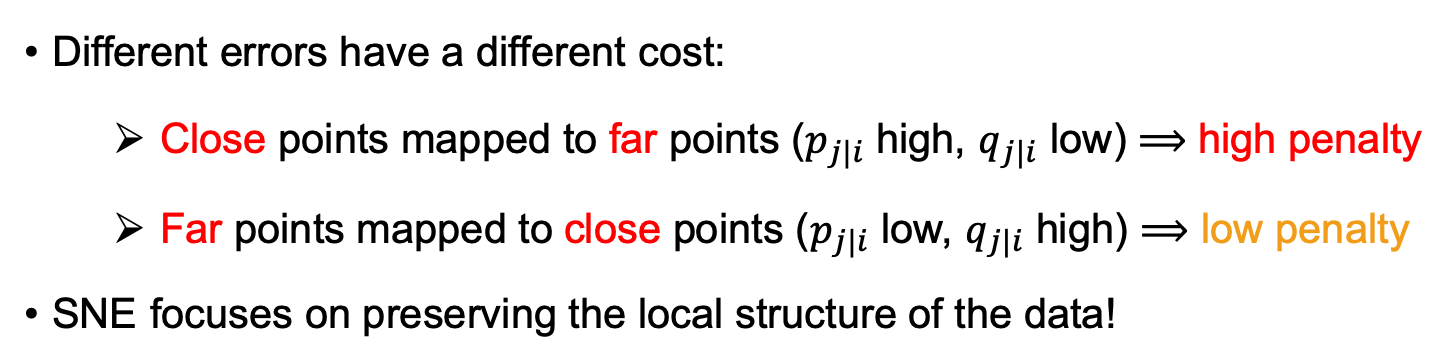 • Different errors have a different cost:
➢ Close points mapped to far points (p_{j|i} high, q_{j|i} low) ⟹ high penalty
➢ Far points mapped to close points (p_{j|i} low, q_{j|i} high) ⟹ low penalty
• SNE focuses on preserving the local structure of the data!